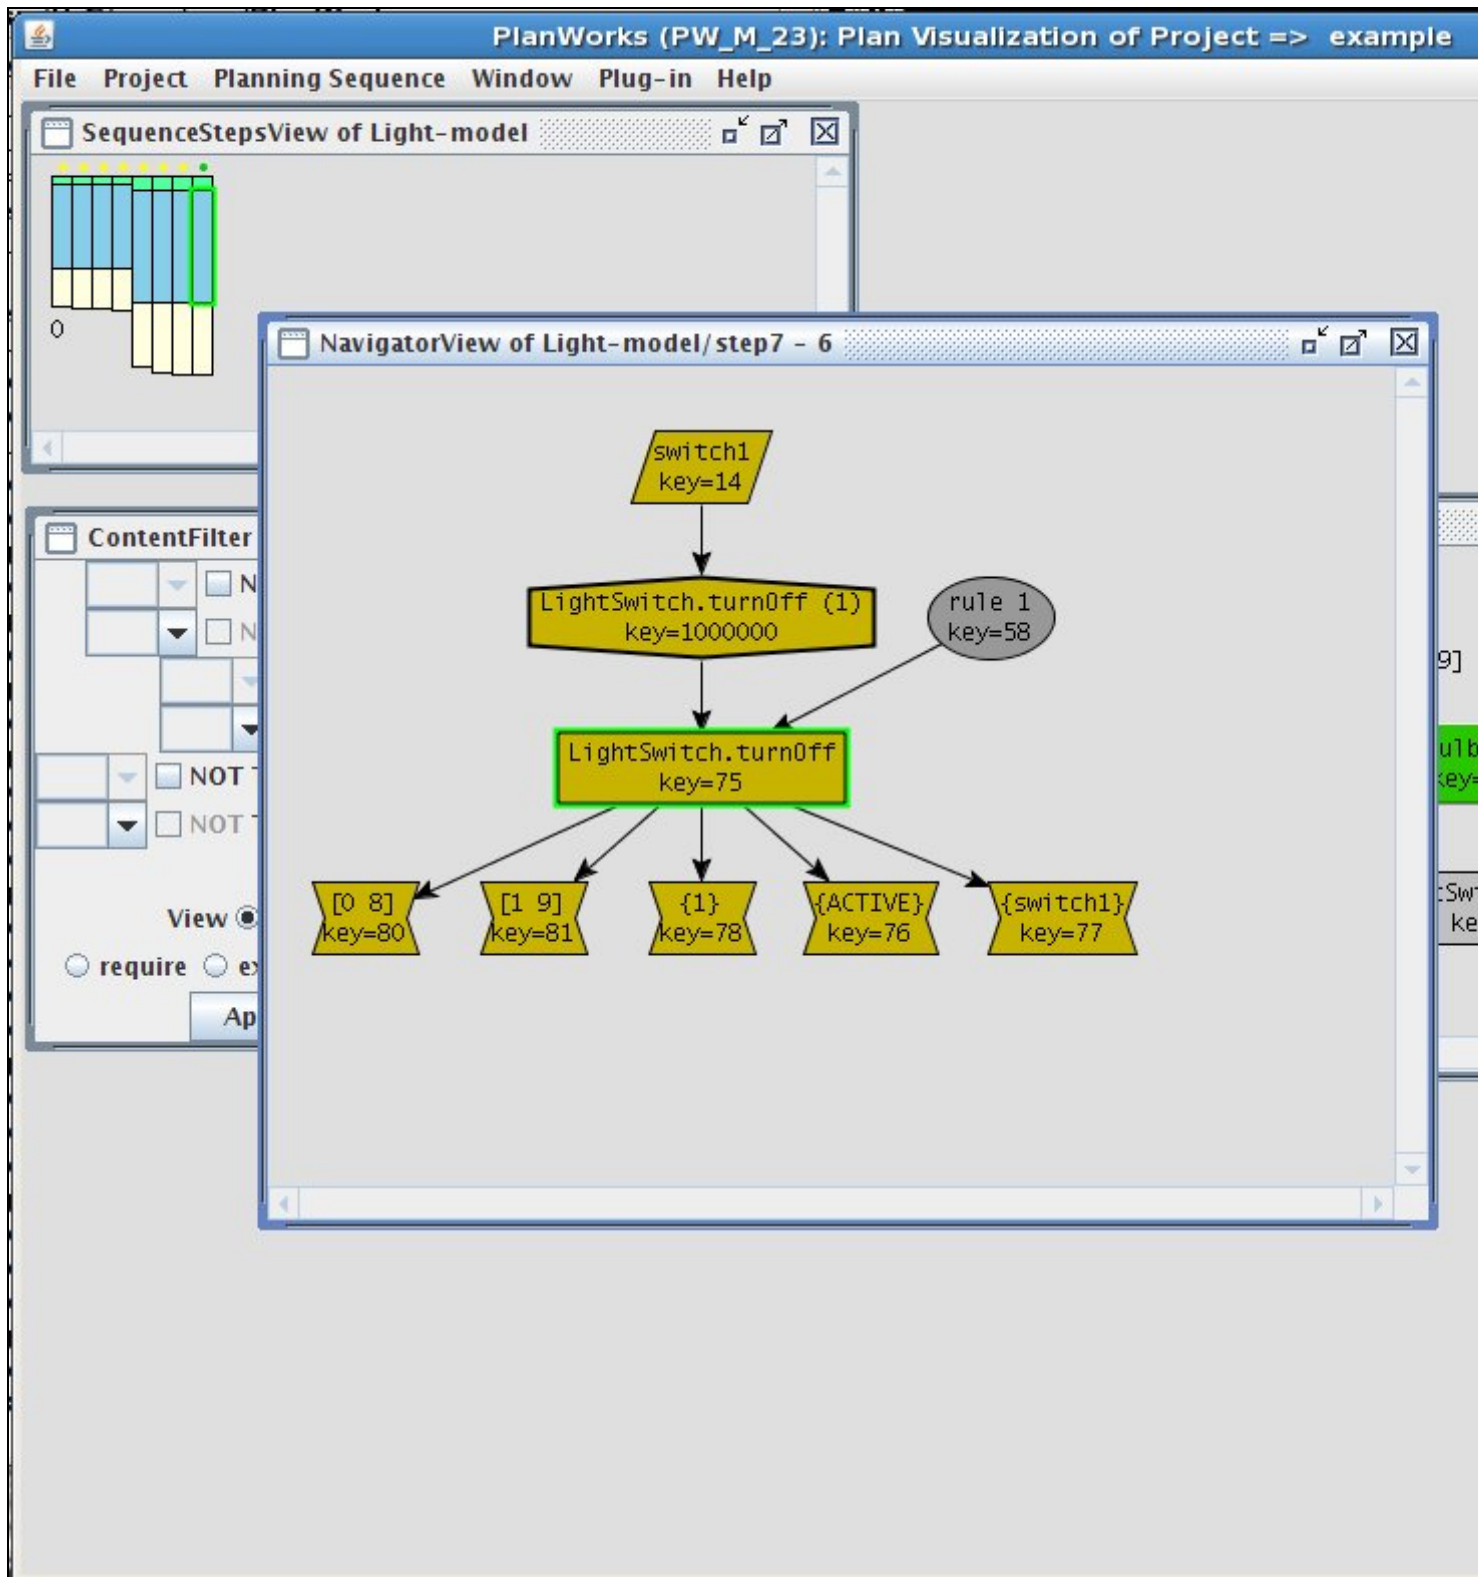 PlanWorks (PW_M_23): Plan Visualization of Project => example
File Project Planning Sequence Window Plug-in Help
SequenceStepsView of Light-model
0
NavigatorView of Light-model/step7 - 6
switch1
key=14
LightSwitch.turnOff (1)
key=1000000
rule 1
key=58
LightSwitch.turnOff
key=75
[0 8]
key=80
[1 9]
key=81
{1}
key=78
{ACTIVE}
key=76
{switch1}
key=77
ContentFilter
N
N
NOT
NOT
View
require
9]